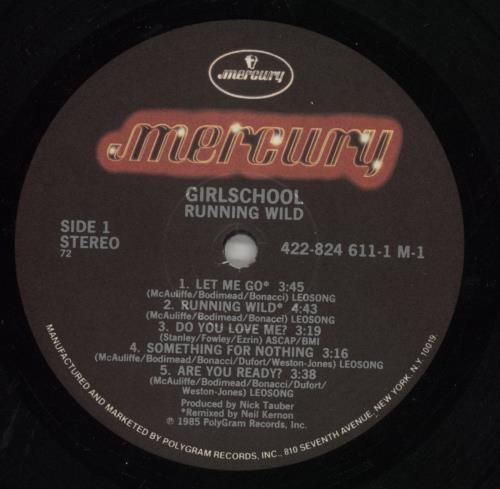 mercury
mercury
GIRLSCHOOL
RUNNING WILD
SIDE 1
STEREO
72
422-824 611-1 M-1
1. LET ME GO* 3:45
(McAuliffe/Bodimead/Bonacci) LEOSONG
2. RUNNING WILD* 4:43
(McAuliffe/Bodimead/Bonacci) LEOSONG
3. DO YOU LOVE ME? 3:19
(Stanley/Fowley/Ezrin) ASCAP/BMI
4. SOMETHING FOR NOTHING 3:16
(McAuliffe/Bodimead/Bonacci/Dufort/Weston-Jones) LEOSONG
5. ARE YOU READY? 3:38
(McAuliffe/Bodimead/Bonacci/Dufort/
Weston-Jones) LEOSONG
Produced by Nick Tauber
*Remixed by Neil Kernon
℗ 1985 PolyGram Records, Inc.
MANUFACTURED AND MARKETED BY POLYGRAM RECORDS, INC., 810 SEVENTH AVENUE, NEW YORK, N.Y. 10019.